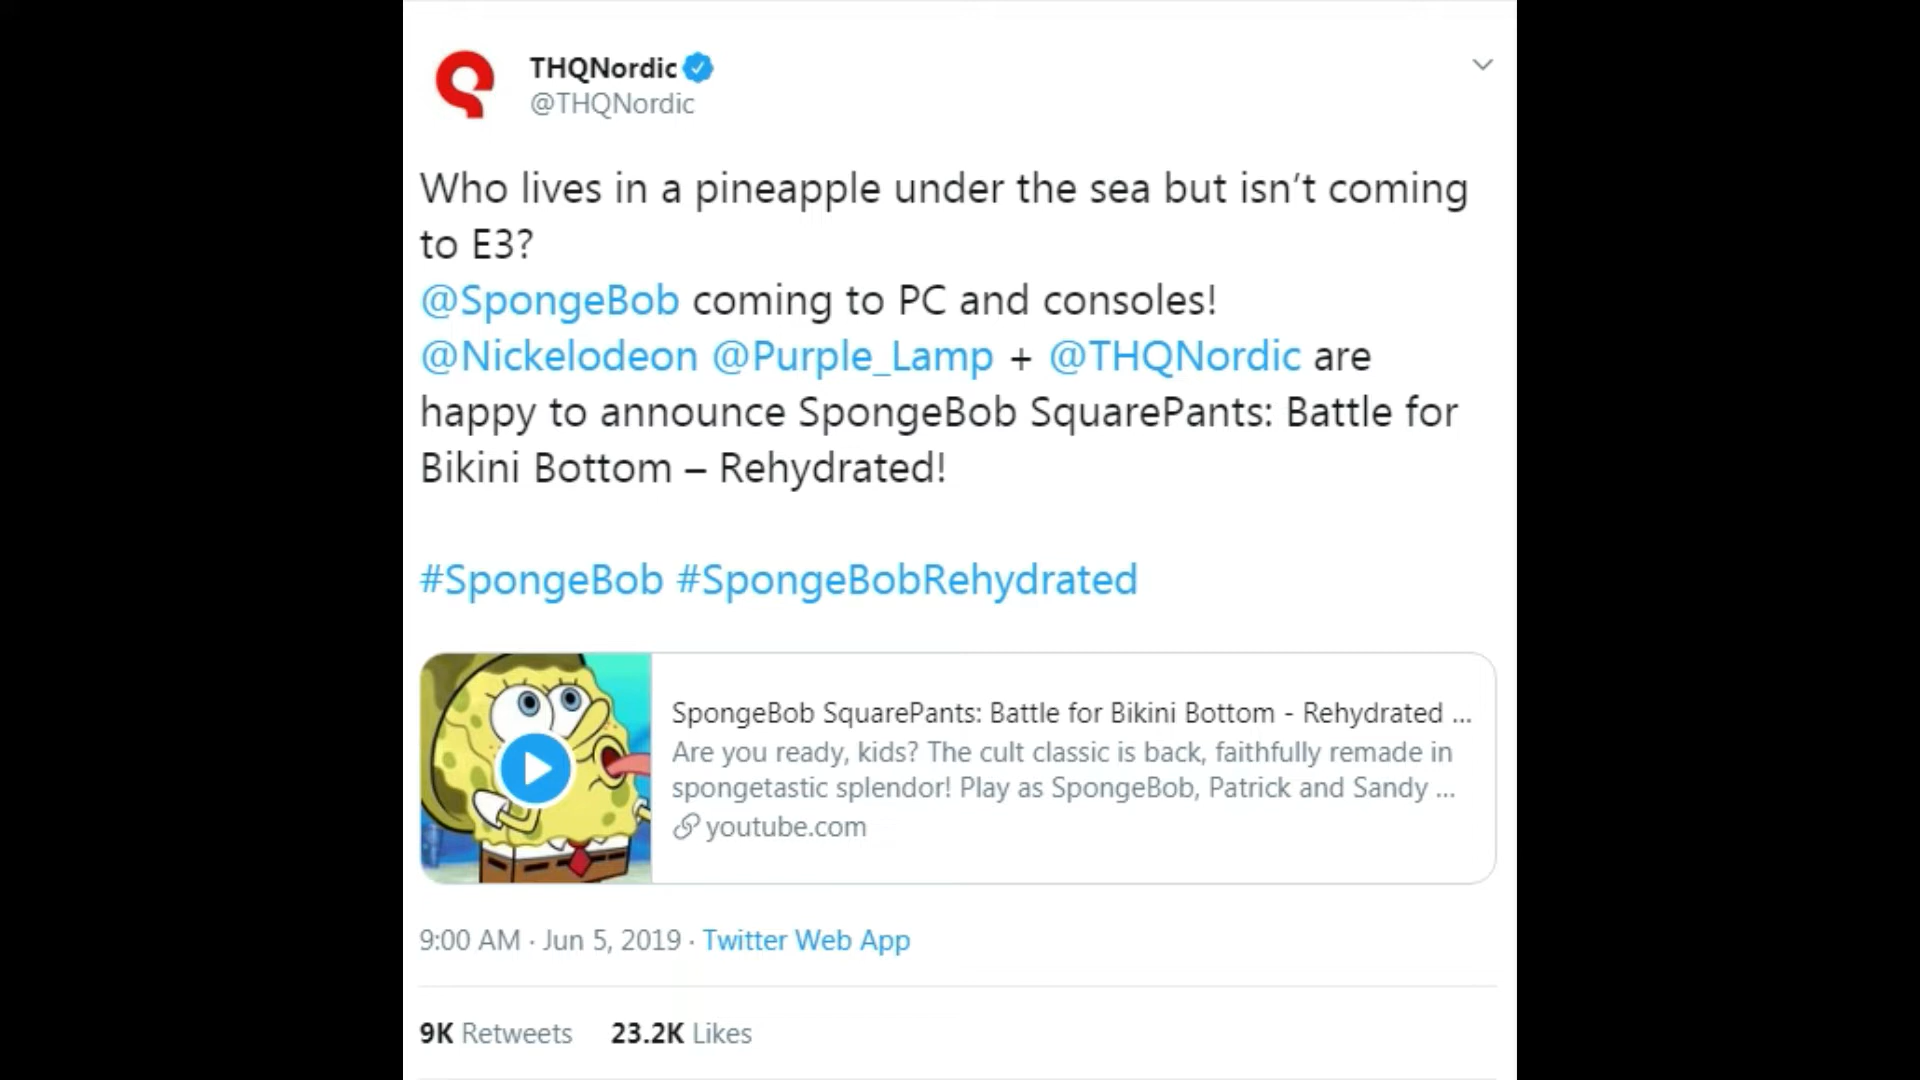 THQNordic
@THQNordic
Who lives in a pineapple under the sea but isn’t coming
to E3?
@SpongeBob coming to PC and consoles!
@Nickelodeon @Purple_Lamp + @THQNordic are
happy to announce SpongeBob SquarePants: Battle for
Bikini Bottom – Rehydrated!
#SpongeBob #SpongeBobRehydrated
SpongeBob SquarePants: Battle for Bikini Bottom - Rehydrated ...
Are you ready, kids? The cult classic is back, faithfully remade in
spongetastic splendor! Play as SpongeBob, Patrick and Sandy ...
youtube.com
9:00 AM · Jun 5, 2019 · Twitter Web App
9K Retweets 23.2K Likes